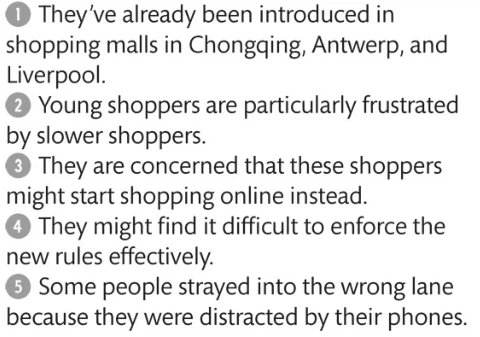 1 They’ve already been introduced in
shopping malls in Chongqing, Antwerp, and
Liverpool.
2 Young shoppers are particularly frustrated
by slower shoppers.
3 They are concerned that these shoppers
might start shopping online instead.
4 They might find it difficult to enforce the
new rules effectively.
5 Some people strayed into the wrong lane
because they were distracted by their phones.